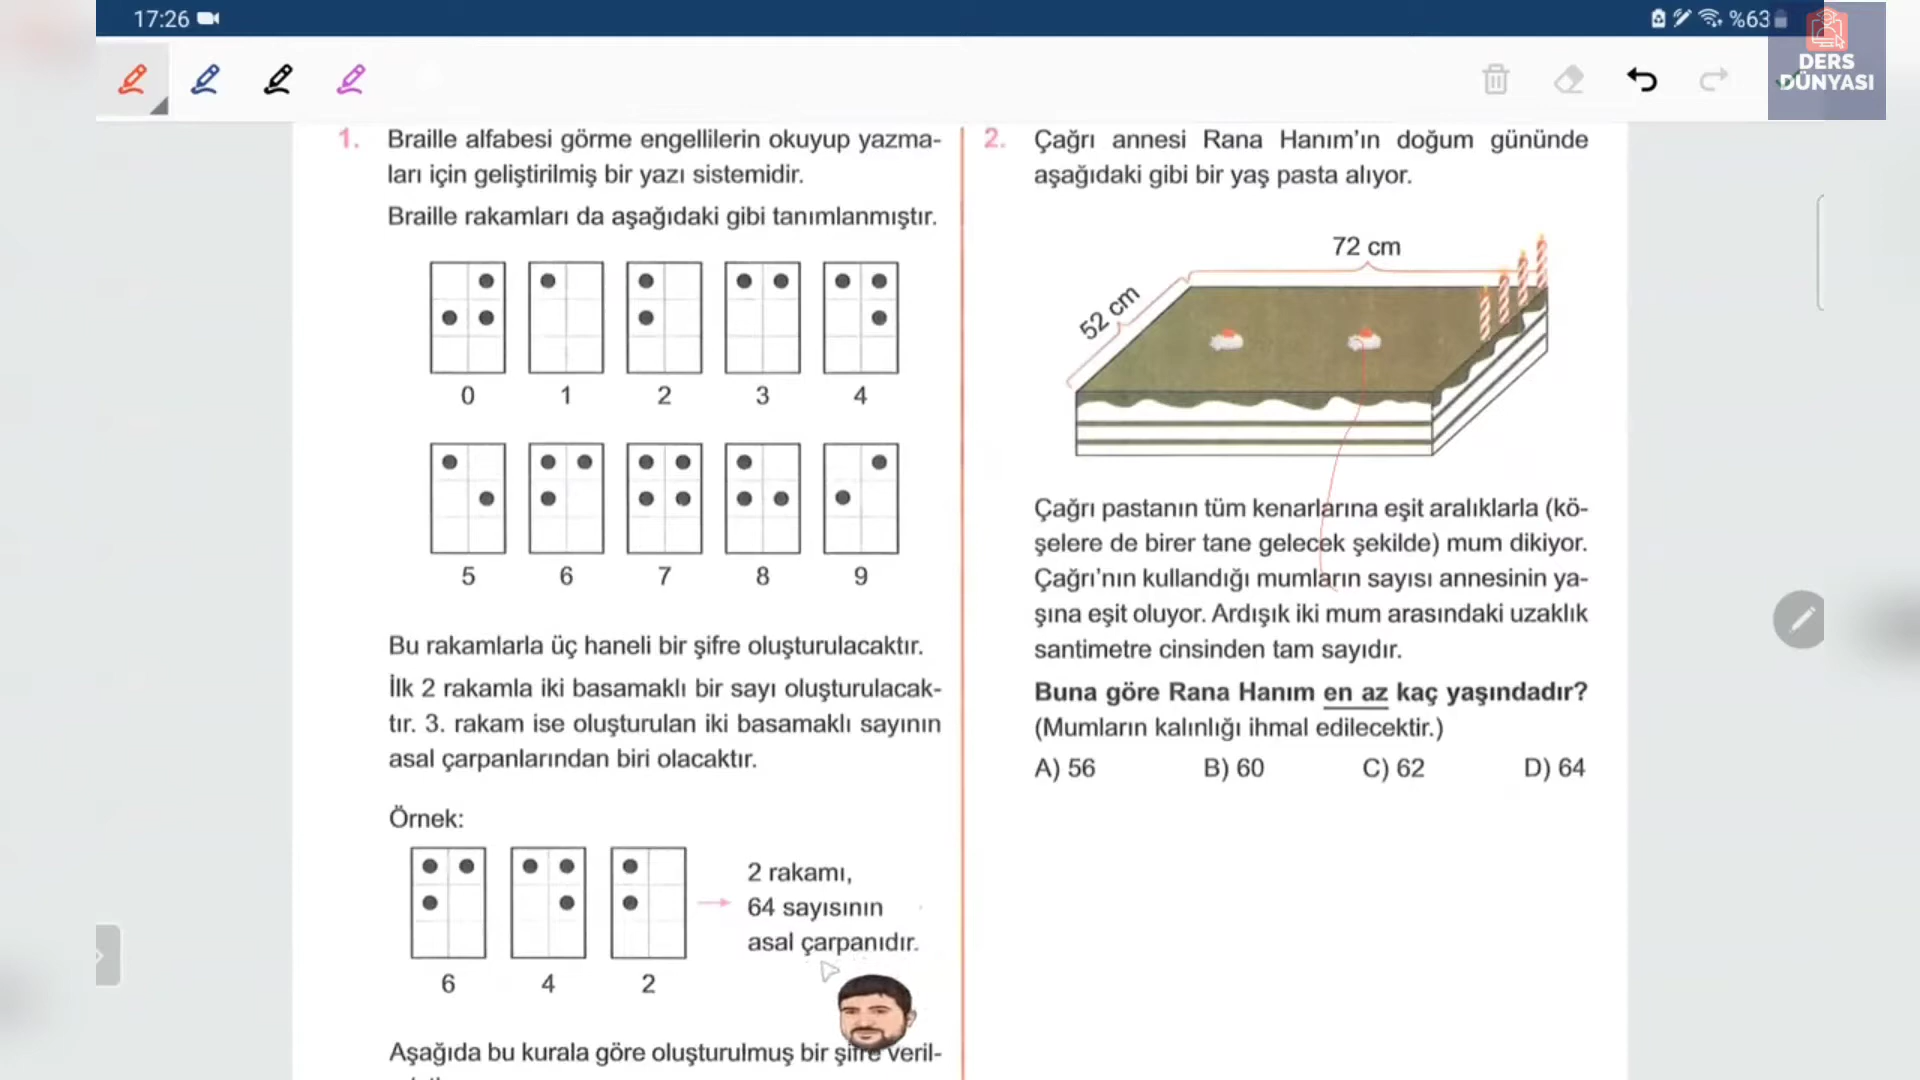 17:26
%63
DERS
DÜNYASI
1. Braille alfabesi görme engellilerin okuyup yazma-
ları için geliştirilmiş bir yazı sistemidir.
Braille rakamları da aşağıdaki gibi tanımlanmıştır.
0 1 2 3 4
5 6 7 8 9
Bu rakamlarla üç haneli bir şifre oluşturulacaktır.
İlk 2 rakamla iki basamaklı bir sayı oluşturulacak-
tır. 3. rakam ise oluşturulan iki basamaklı sayının
asal çarpanlarından biri olacaktır.
Örnek:
2 rakamı,
64 sayısının
asal çarpanıdır.
6 4 2
Aşağıda bu kurala göre oluşturulmuş bir şifre veril-
2. Çağrı annesi Rana Hanım'ın doğum gününde
aşağıdaki gibi bir yaş pasta alıyor.
72 cm
52 cm
Çağrı pastanın tüm kenarlarına eşit aralıklarla (kö-
şelere de birer tane gelecek şekilde) mum dikiyor.
Çağrı'nın kullandığı mumların sayısı annesinin ya-
şına eşit oluyor. Ardışık iki mum arasındaki uzaklık
santimetre cinsinden tam sayıdır.
Buna göre Rana Hanım en az kaç yaşındadır?
(Mumların kalınlığı ihmal edilecektir.)
A) 56 B) 60 C) 62 D) 64